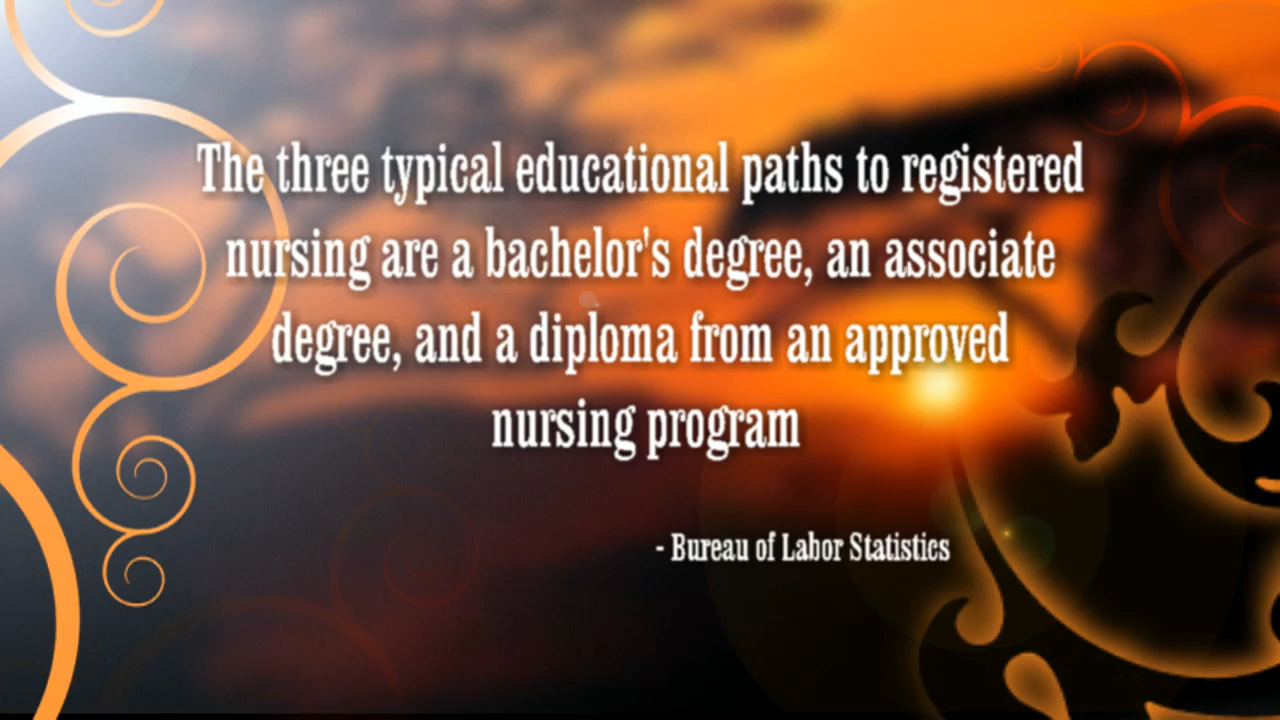 The three typical educational paths to registered
nursing are a bachelor's degree, an associate
degree, and a diploma from an approved
nursing program
- Bureau of Labor Statistics